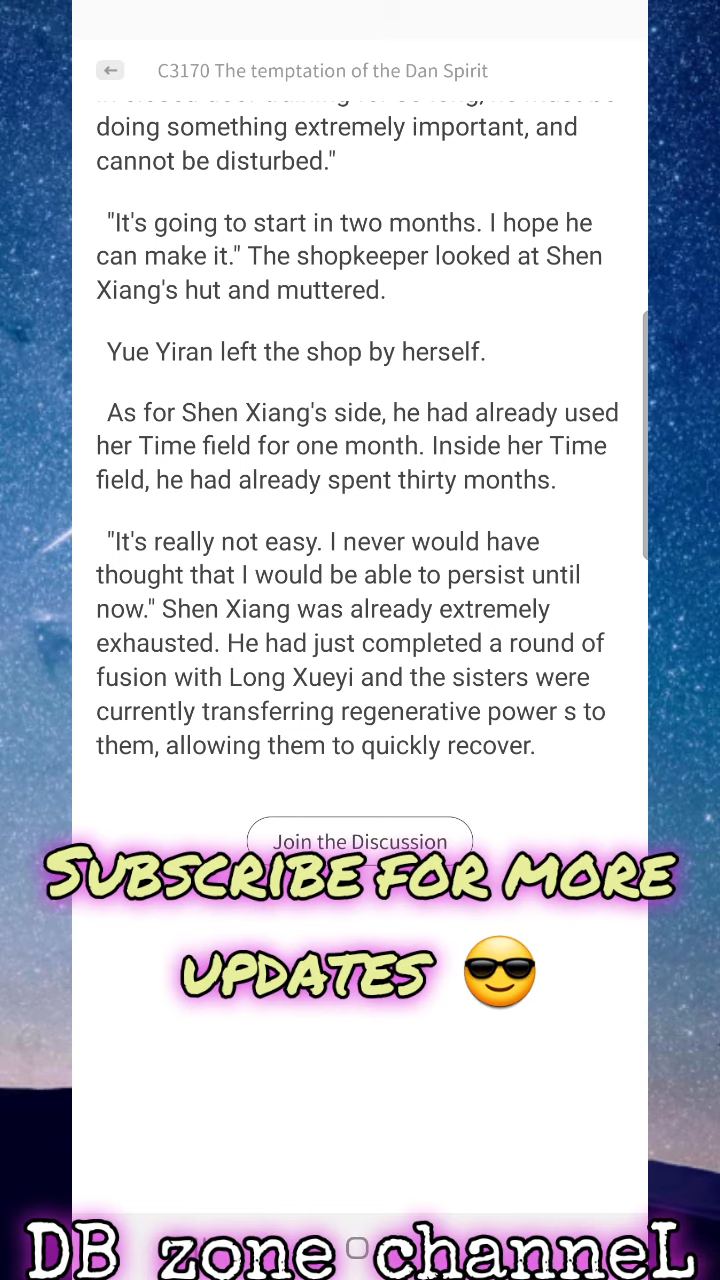 C3170 The temptation of the Dan Spirit
doing something extremely important, and
cannot be disturbed."
"It's going to start in two months. I hope he
can make it." The shopkeeper looked at Shen
Xiang's hut and muttered.
Yue Yiran left the shop by herself.
As for Shen Xiang's side, he had already used
her Time field for one month. Inside her Time
field, he had already spent thirty months.
"It's really not easy. I never would have
thought that I would be able to persist until
now." Shen Xiang was already extremely
exhausted. He had just completed a round of
fusion with Long Xueyi and the sisters were
currently transferring regenerative power s to
them, allowing them to quickly recover.
Join the Discussion
SUBSCRIBE FOR MORE
UPDATES 😎
DB zone channeL